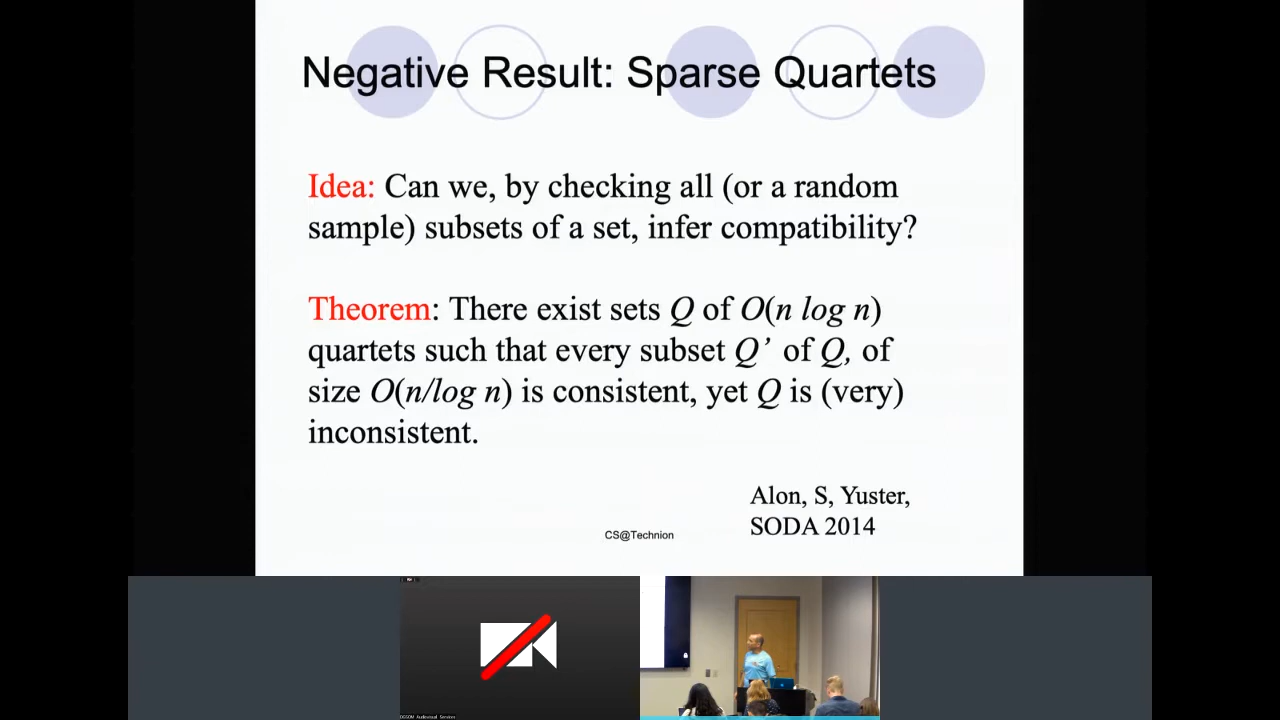 Negative Result: Sparse Quartets
Idea: Can we, by checking all (or a random
sample) subsets of a set, infer compatibility?
Theorem: There exist sets Q of O(n log n)
quartets such that every subset Q’ of Q, of
size O(n/log n) is consistent, yet Q is (very)
inconsistent.
Alon, S, Yuster,
SODA 2014
CS@Technion